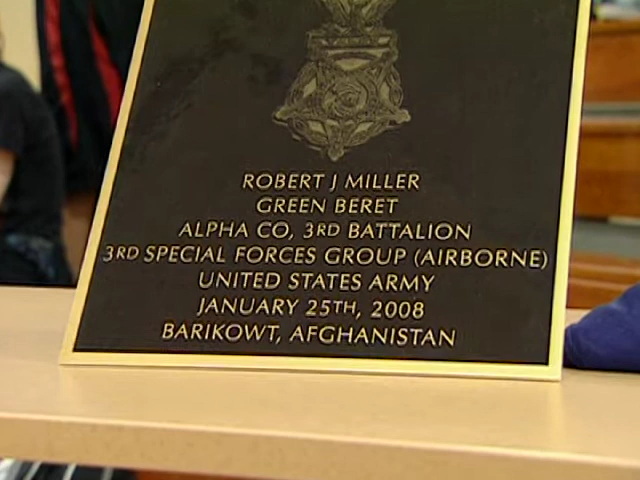 VALOR
ROBERT J MILLER
GREEN BERET
ALPHA CO, 3RD BATTALION
3RD SPECIAL FORCES GROUP (AIRBORNE)
UNITED STATES ARMY
JANUARY 25TH, 2008
BARIKOWT, AFGHANISTAN